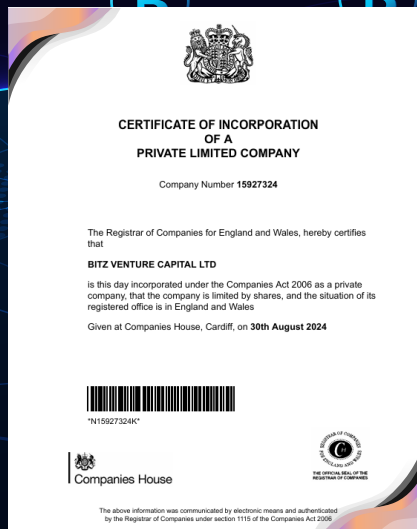 CERTIFICATE OF INCORPORATION
OF A
PRIVATE LIMITED COMPANY
Company Number 15927324
The Registrar of Companies for England and Wales, hereby certifies
that
BITZ VENTURE CAPITAL LTD
is this day incorporated under the Companies Act 2006 as a private
company, that the company is limited by shares, and the situation of its
registered office is in England and Wales
Given at Companies House, Cardiff, on 30th August 2024
*N15927324K*
Companies House
THE OFFICIAL SEAL OF THE
REGISTRAR OF COMPANIES
The above information was communicated by electronic means and authenticated
by the Registrar of Companies under section 1115 of the Companies Act 2006